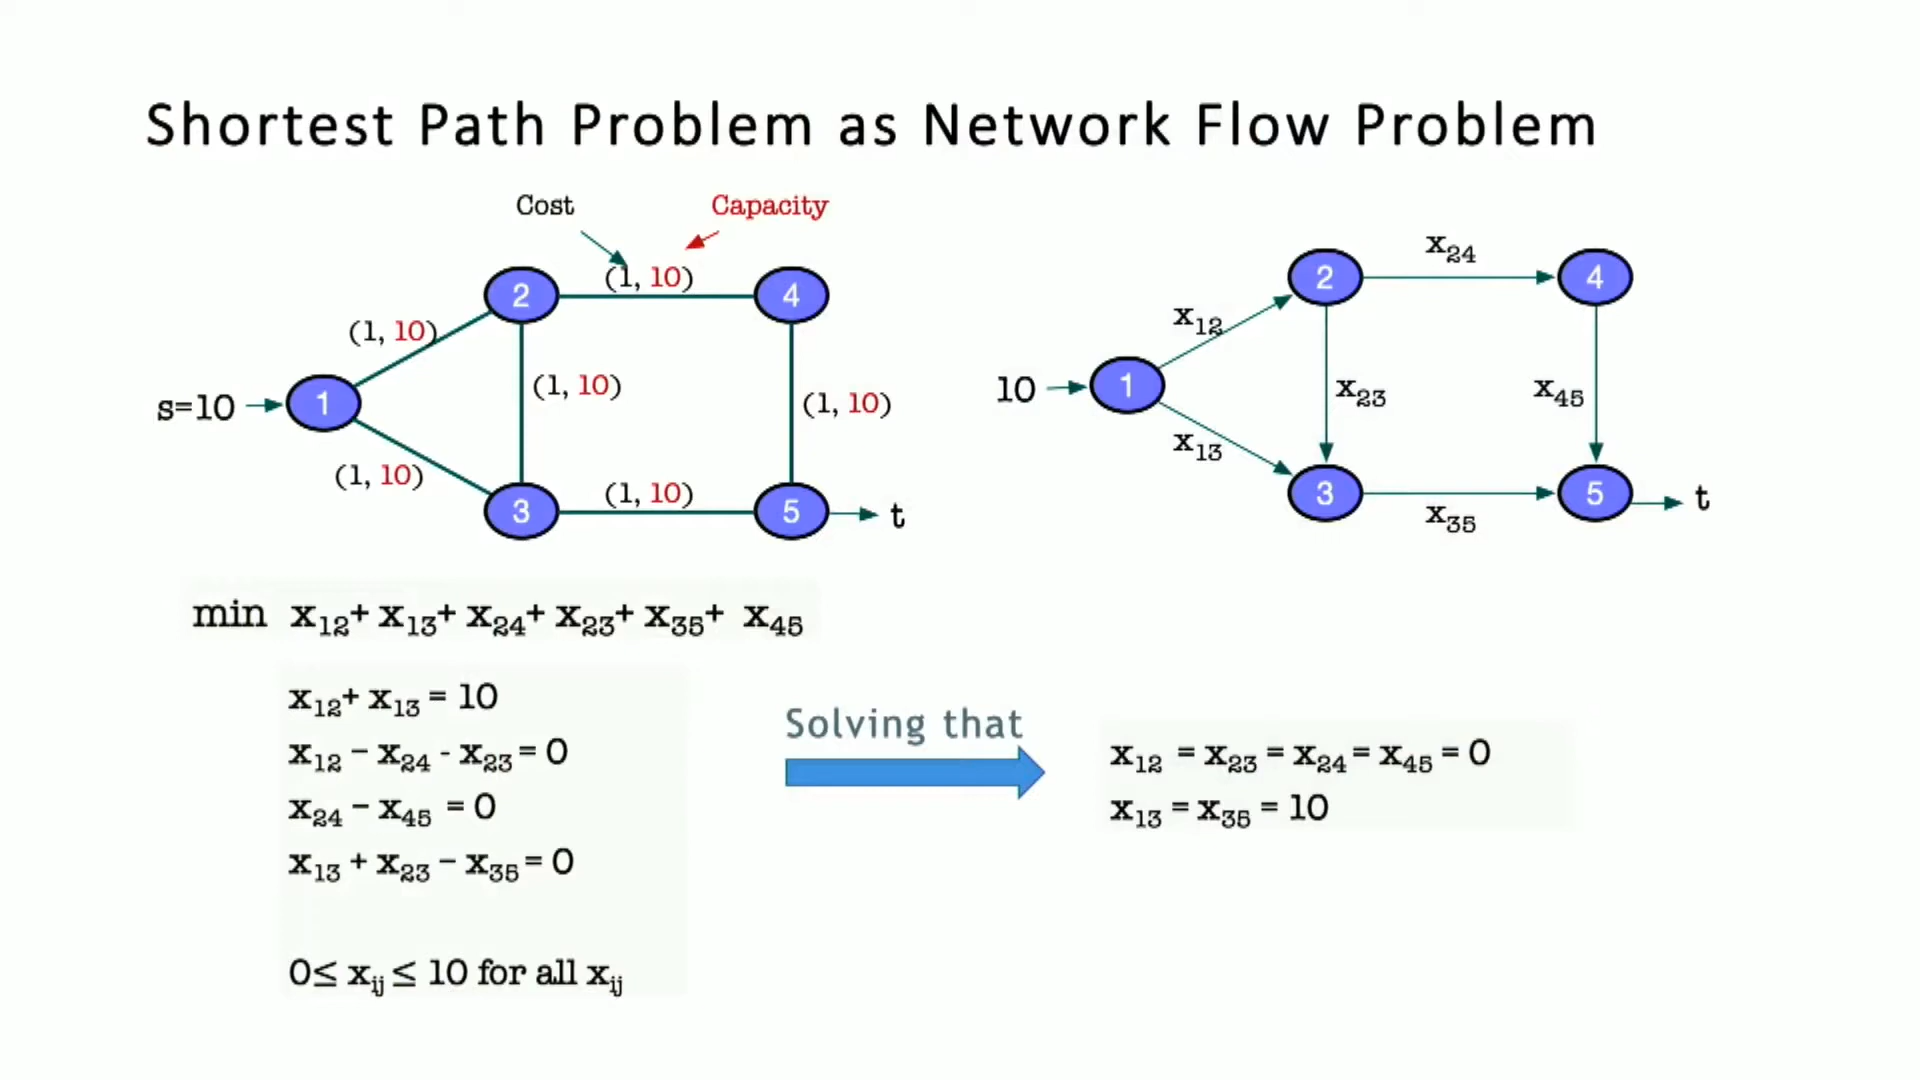 Shortest Path Problem as Network Flow Problem
Cost
Capacity
(1, 10)
2
4
(1, 10)
(1, 10)
(1, 10)
s=10
1
(1, 10)
(1, 10)
3
5
t
x24
2
4
x12
10
1
x23
x45
x13
3
5
t
x35
min x12+ x13+ x24+ x23+ x35+ x45
x12+ x13 = 10
x12 – x24 - x23 = 0
x24 – x45 = 0
x13 + x23 – x35 = 0
0≤ xij ≤ 10 for all xij
Solving that
x12 = x23 = x24 = x45 = 0
x13 = x35 = 10